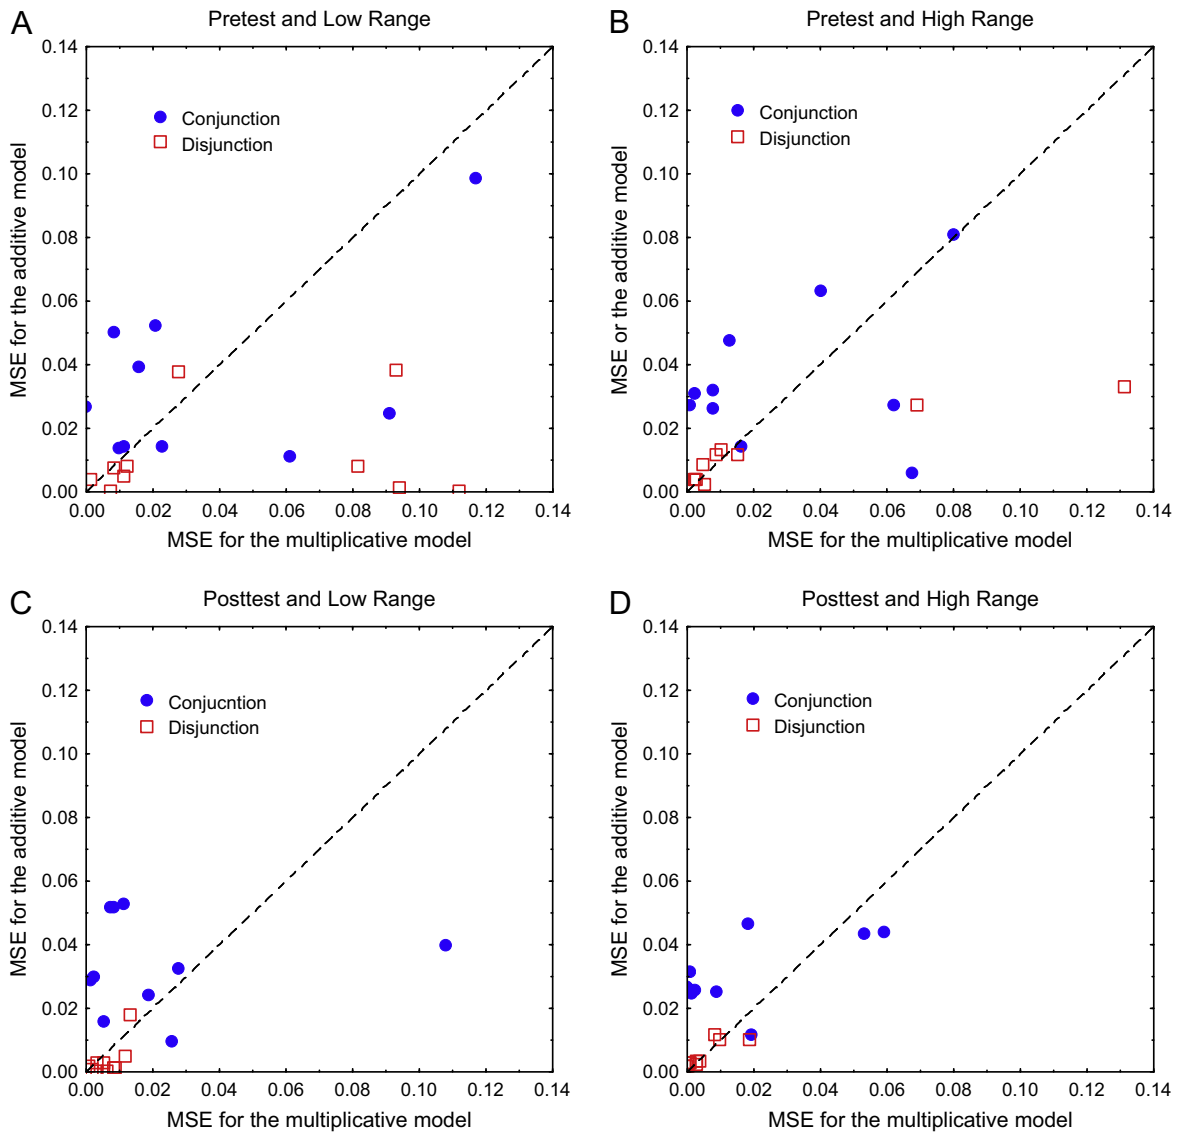 A
Pretest and Low Range
0.14
0.12
0.10
0.08
0.06
0.04
0.02
0.00
MSE for the additive model
Conjunction
Disjunction
0.00 0.02 0.04 0.06 0.08 0.10 0.12 0.14
MSE for the multiplicative model
B
Pretest and High Range
0.14
0.12
0.10
0.08
0.06
0.04
0.02
0.00
MSE or the additive model
Conjunction
Disjunction
0.00 0.02 0.04 0.06 0.08 0.10 0.12 0.14
MSE for the multiplicative model
C
Posttest and Low Range
0.14
0.12
0.10
0.08
0.06
0.04
0.02
0.00
MSE for the additive model
Conjucntion
Disjunction
0.00 0.02 0.04 0.06 0.08 0.10 0.12 0.14
MSE for the multiplicative model
D
Posttest and High Range
0.14
0.12
0.10
0.08
0.06
0.04
0.02
0.00
MSE for the additive model
Conjunction
Disjunction
0.00 0.02 0.04 0.06 0.08 0.10 0.12 0.14
MSE for the multiplicative model